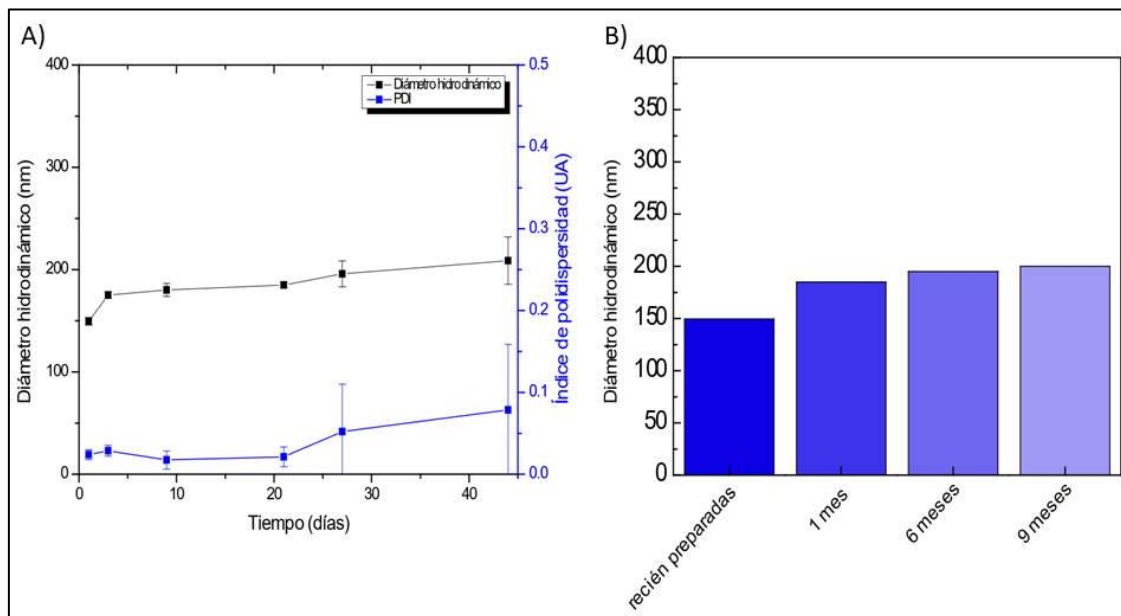 A)
400
300
200
100
0
Diámetro hidrodinámico (nm)
Diámetro hidrodinámico
PDI
0.5
0.4
0.3
0.2
0.1
0.0
Índice de polidispersidad (UA)
0
10
20
30
40
Tiempo (días)
B)
400
350
300
250
200
150
100
50
0
Diámetro hidrodinámico (nm)
recién preparadas
1 mes
6 meses
9 meses